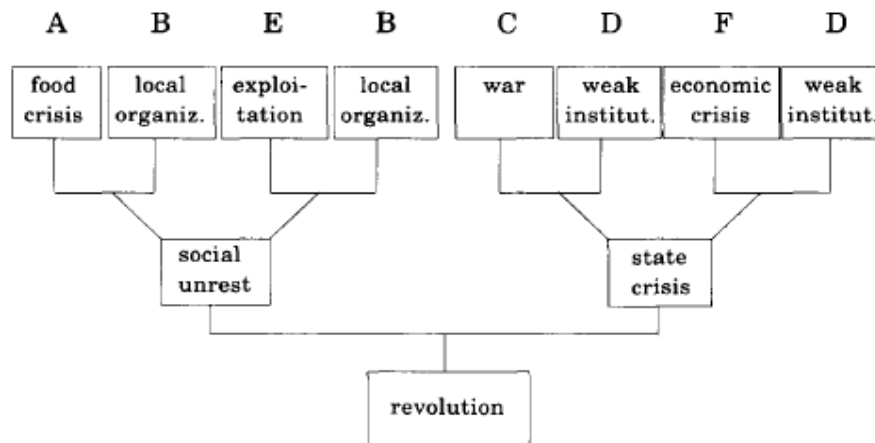 A B E B C D F D
food local exploi- local war weak economic weak
crisis organiz. tation organiz. institut. crisis institut.
social state
unrest crisis
revolution